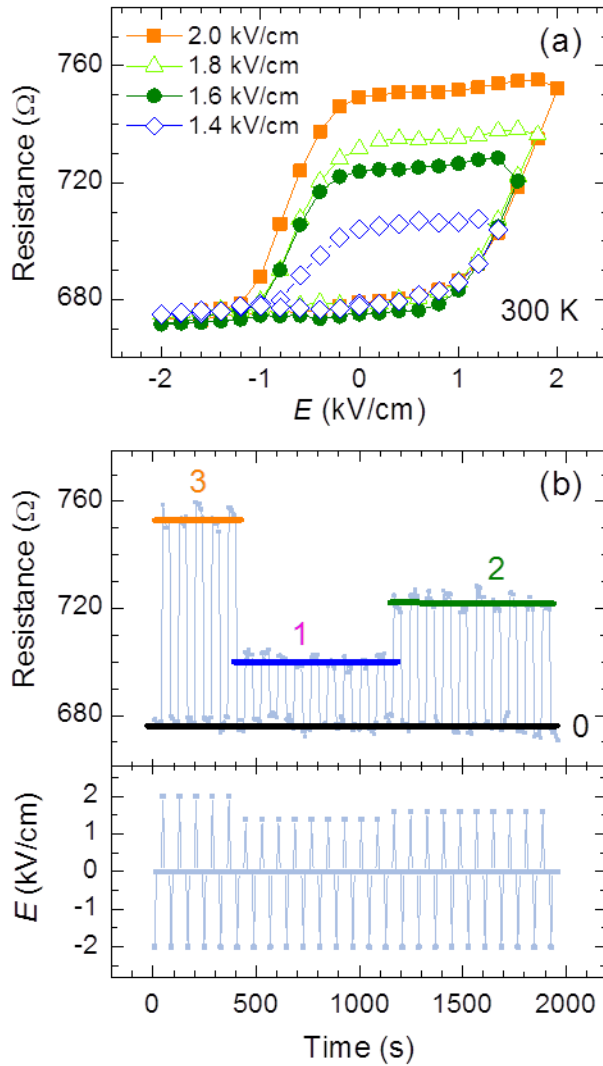 (a)
2.0 kV/cm
1.8 kV/cm
1.6 kV/cm
1.4 kV/cm
760
720
680
Resistance (Ω)
300 K
-2 -1 0 1 2
E (kV/cm)
(b)
3
760
720
680
Resistance (Ω)
2
1
0
2
1
0
-1
-2
E (kV/cm)
0 500 1000 1500 2000
Time (s)